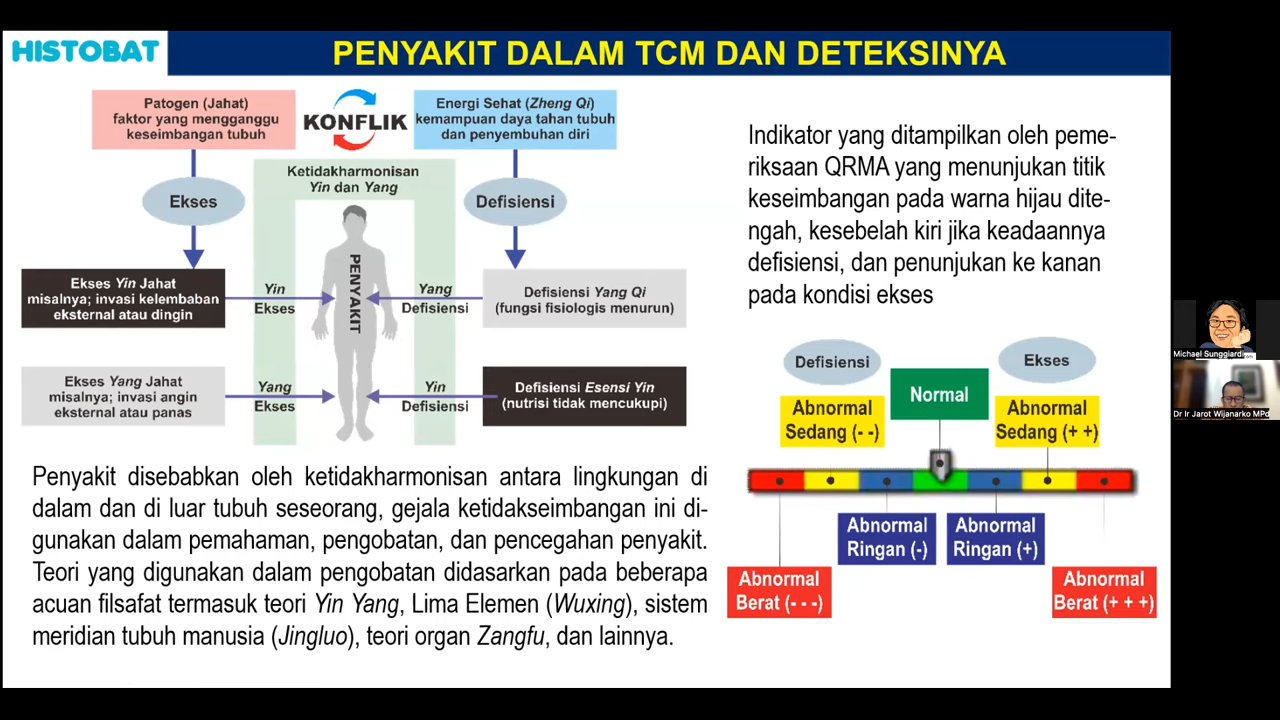 HISTOBAT
PENYAKIT DALAM TCM DAN DETEKSINYA
Patogen (Jahat)
faktor yang mengganggu
keseimbangan tubuh
KONFLIK
Energi Sehat (Zheng Qi)
kemampuan daya tahan tubuh
dan penyembuhan diri
Ketidakharmonisan
Yin dan Yang
Ekses
Defisiensi
PENYAKIT
Ekses Yin Jahat
misalnya; invasi kelembaban
eksternal atau dingin
Yin
Ekses
Yang
Defisiensi
Defisiensi Yang Qi
(fungsi fisiologis menurun)
Ekses Yang Jahat
misalnya; invasi angin
eksternal atau panas
Yang
Ekses
Yin
Defisiensi
Defisiensi Esensi Yin
(nutrisi tidak mencukupi)
Penyakit disebabkan oleh ketidakharmonisan antara lingkungan di
dalam dan di luar tubuh seseorang, gejala ketidakseimbangan ini di-
gunakan dalam pemahaman, pengobatan, dan pencegahan penyakit.
Teori yang digunakan dalam pengobatan didasarkan pada beberapa
acuan filsafat termasuk teori Yin Yang, Lima Elemen (Wuxing), sistem
meridian tubuh manusia (Jingluo), teori organ Zangfu, dan lainnya.
Indikator yang ditampilkan oleh peme-
riksaan QRMA yang menunjukan titik
keseimbangan pada warna hijau dite-
ngah, kesebelah kiri jika keadaannya
defisiensi, dan penunjukan ke kanan
pada kondisi ekses
Defisiensi
Ekses
Normal
Abnormal
Sedang (- -)
Abnormal
Sedang (+ +)
Abnormal
Ringan (-)
Abnormal
Ringan (+)
Abnormal
Berat (- - -)
Abnormal
Berat (+ + +)
Michael Sunggiardi
Dr Ir Jarot Wijanarko MPd